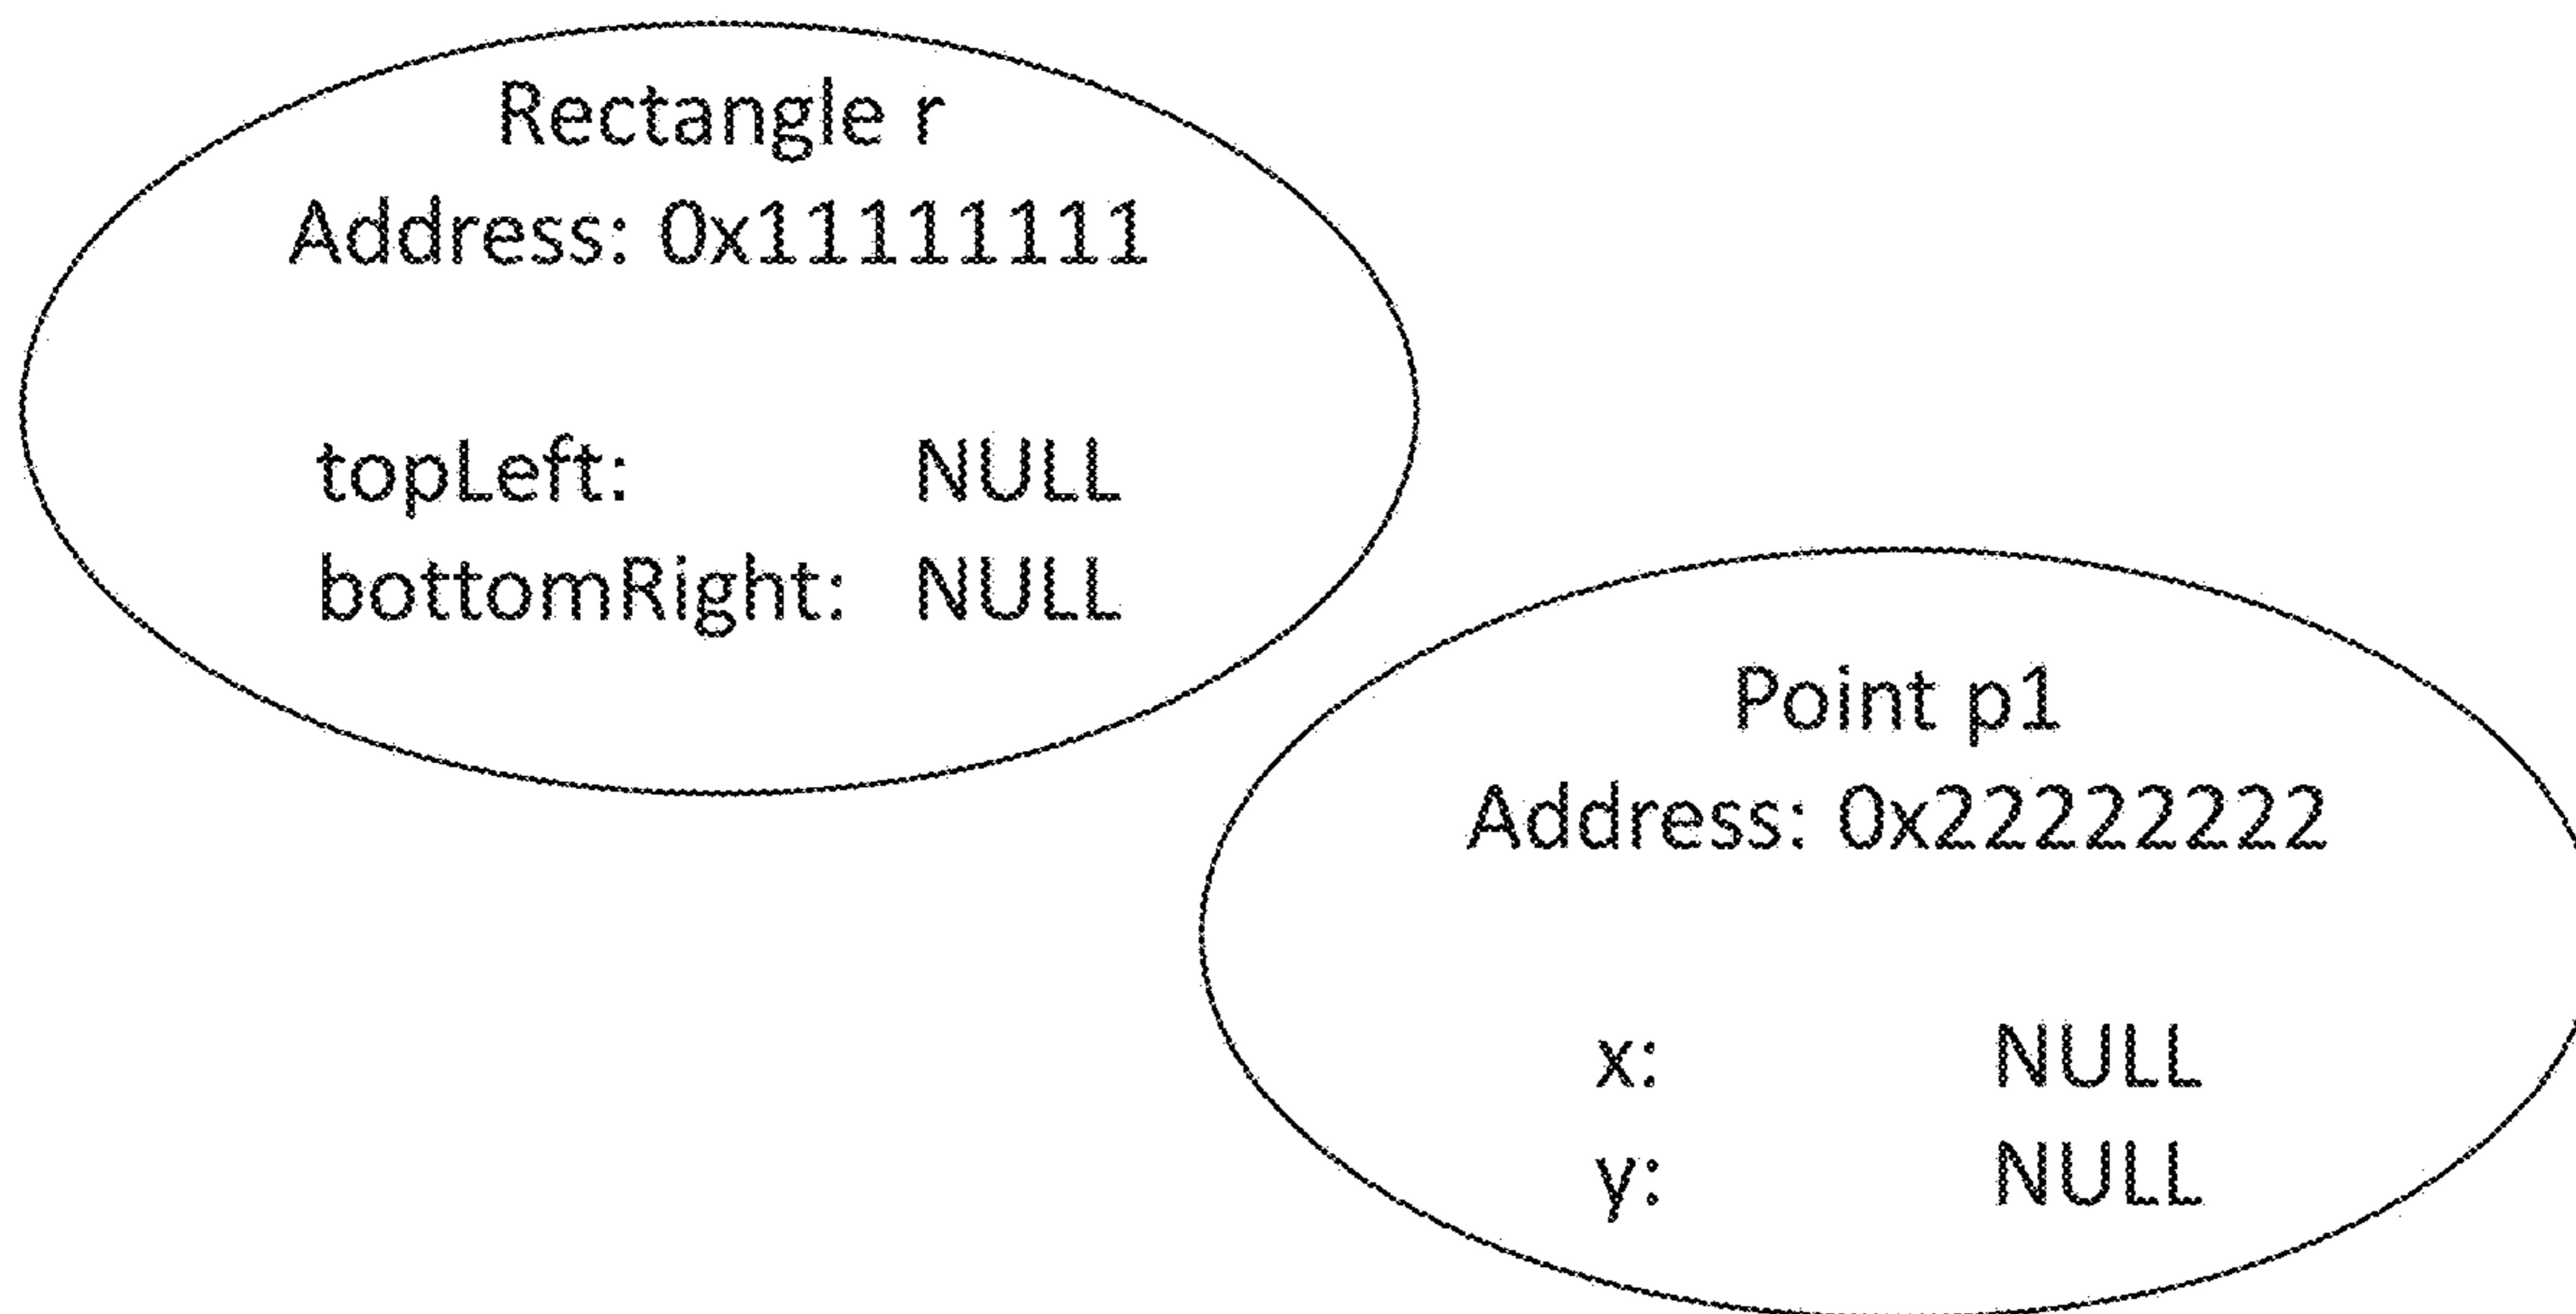 Rectangle r
Address: 0x11111111
topLeft: NULL
bottomRight: NULL
Point p1
Address: 0x22222222
x: NULL
y: NULL